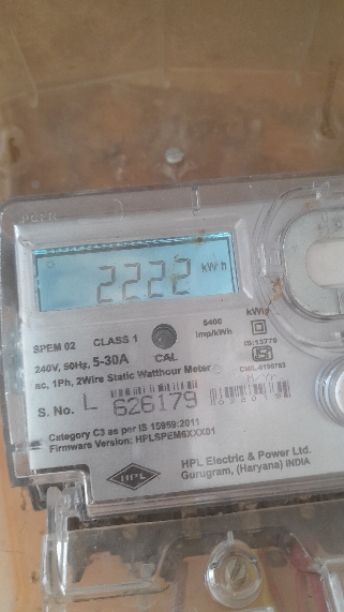 2222 kWh
SPEM 02 CLASS 1
240V, 50Hz, 5-30A CAL
6400 imp/kWh
kWip
IS:13779
ac, 1Ph, 2Wire Static Watthour Meter
S. No. L 626179
Category C3 as per IS 15959:2011
Firmware Version: HPLSPEM6XXX01
HPL
HPL Electric & Power Ltd.
Gurugram, (Haryana) INDIA